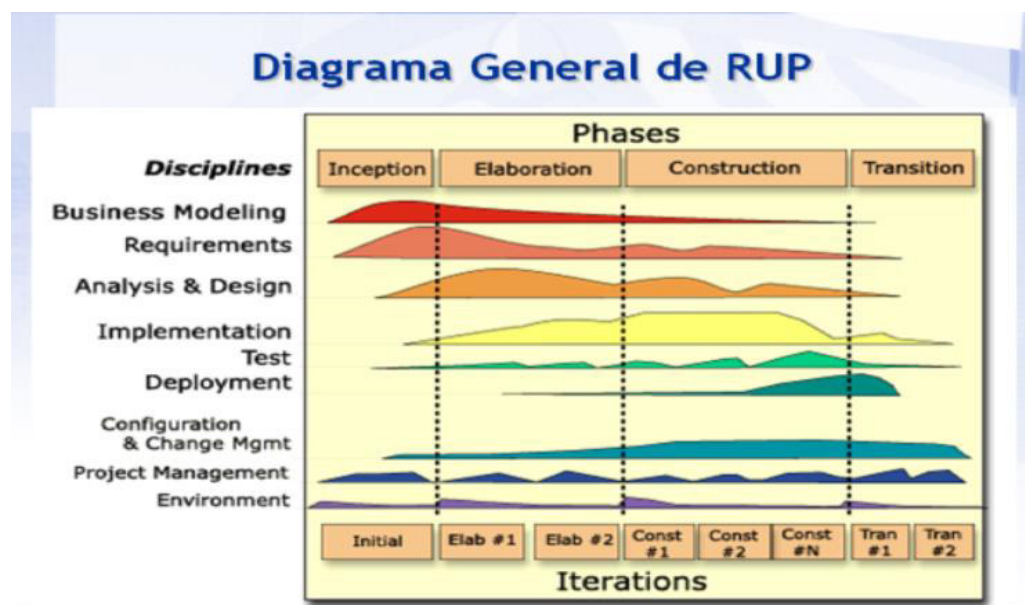 Diagrama General de RUP
Phases
Disciplines
Inception
Elaboration
Construction
Transition
Business Modeling
Requirements
Analysis & Design
Implementation
Test
Deployment
Configuration
& Change Mgmt
Project Management
Environment
Initial
Elab #1
Elab #2
Const
#1
Const
#2
Const
#N
Tran
#1
Tran
#2
Iterations